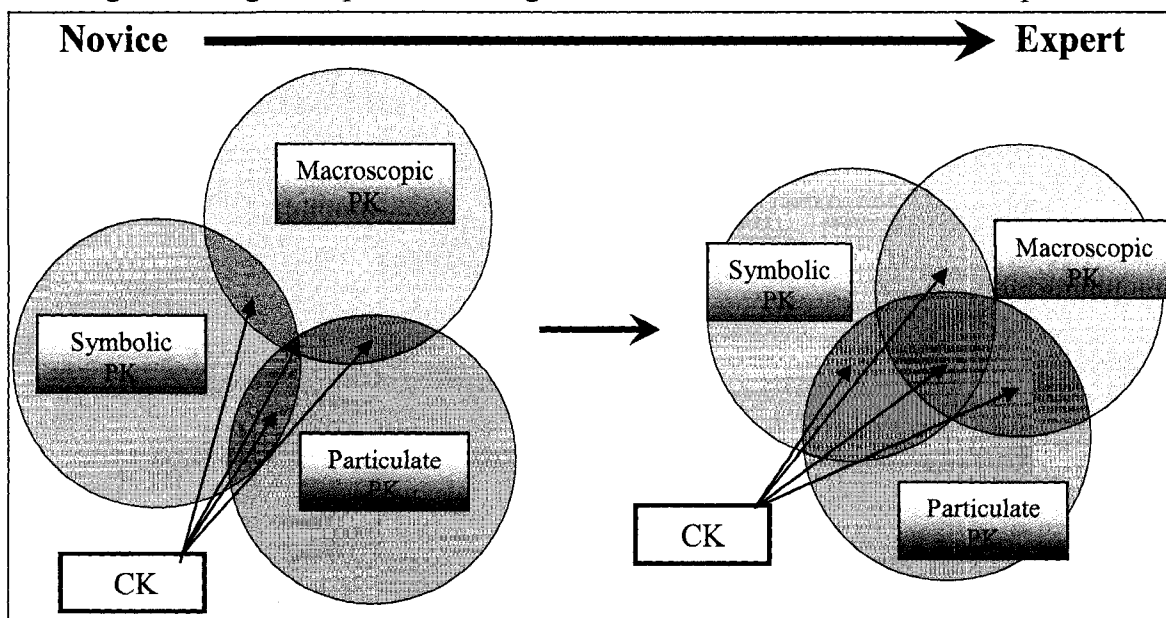 Novice
Expert
Macroscopic
PK
Symbolic
PK
Particulate
PK
CK
Symbolic
PK
Macroscopic
PK
Particulate
PK
CK